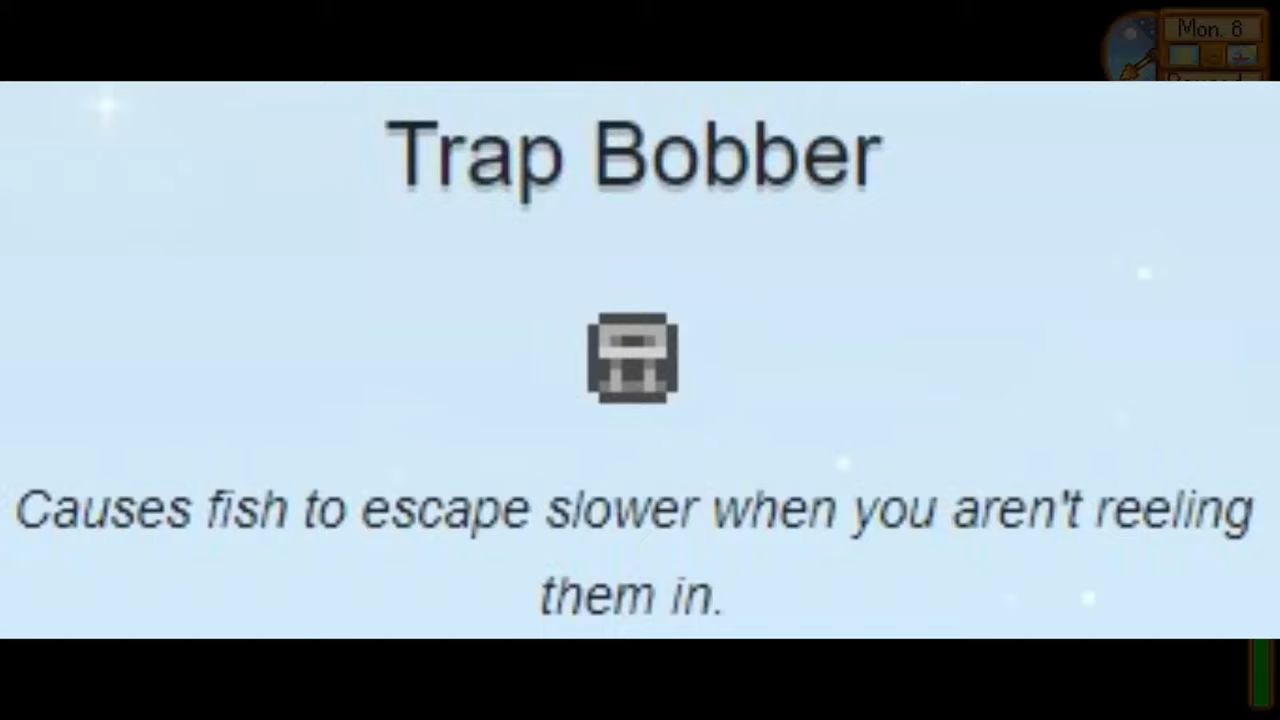 Mon. 8
Trap Bobber
Causes fish to escape slower when you aren't reeling
them in.